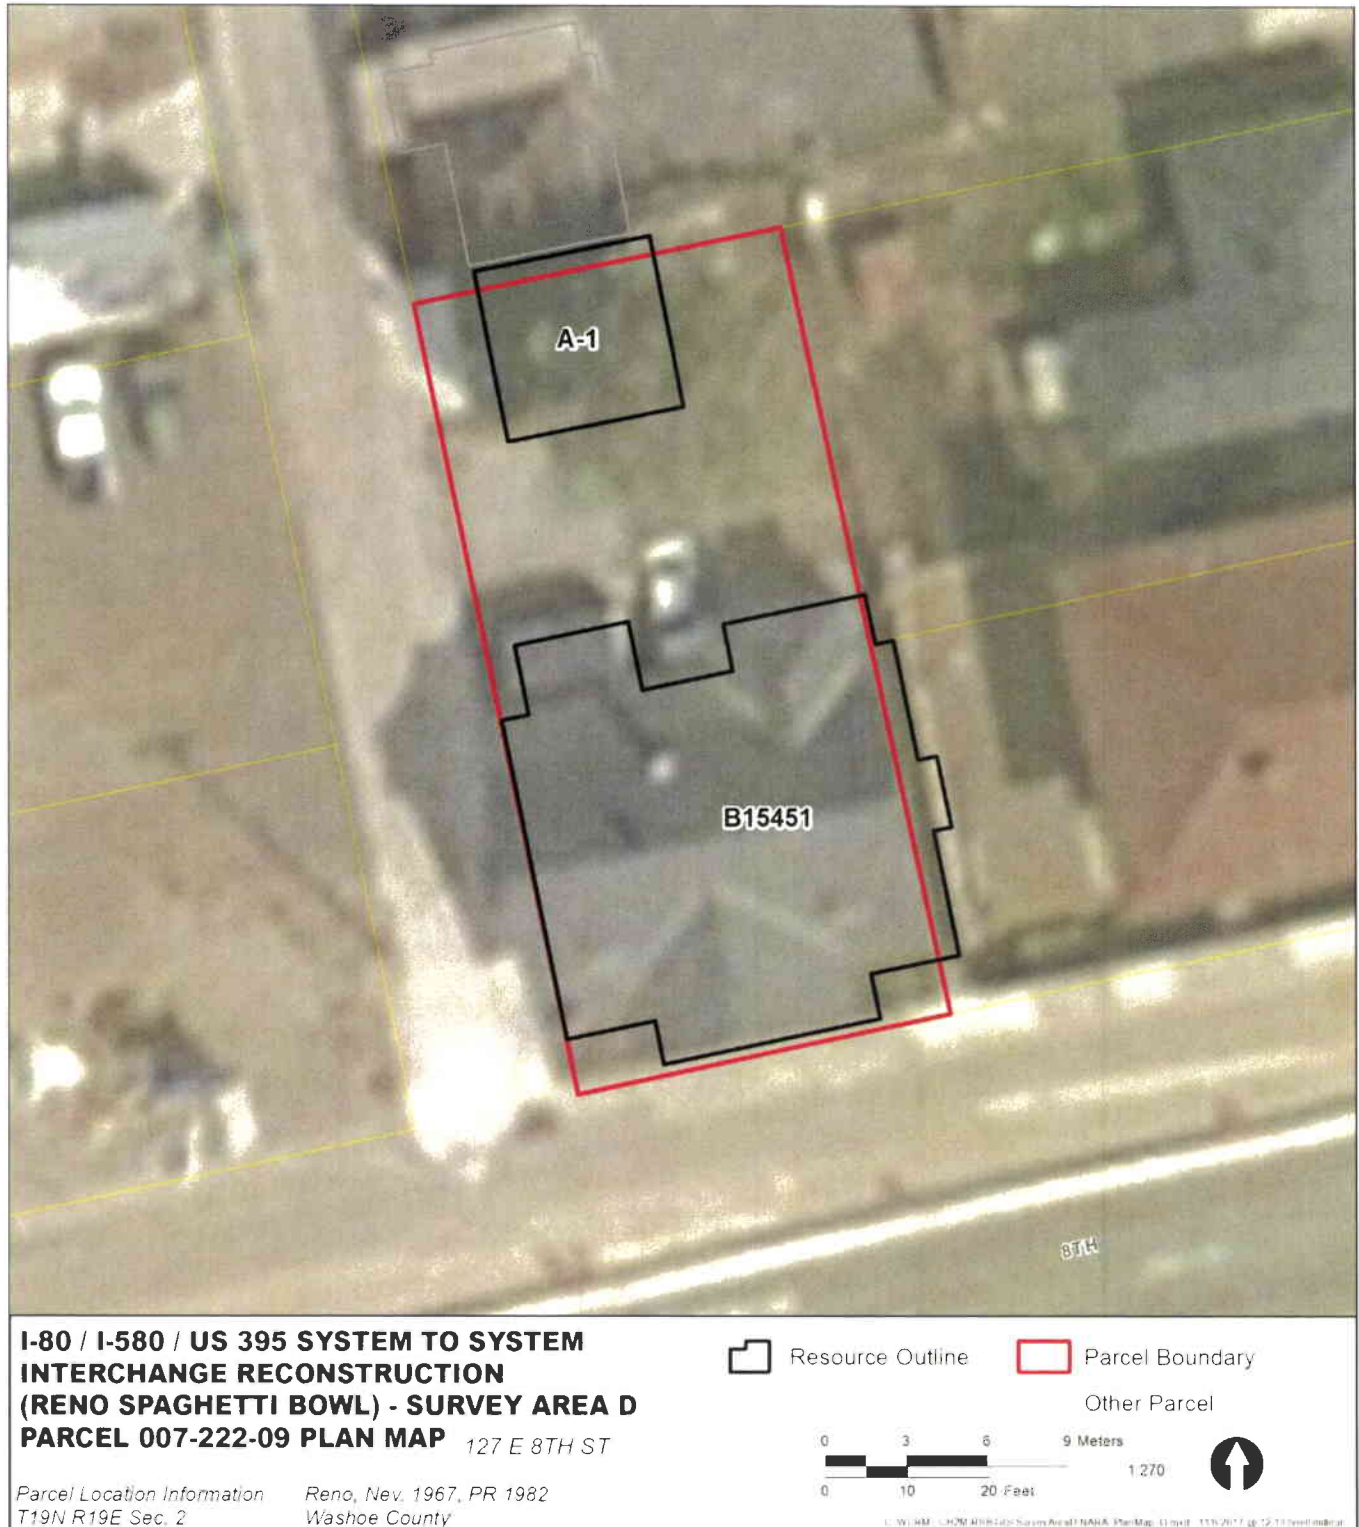 A-1
B15451
8TH
I-80 / I-580 / US 395 SYSTEM TO SYSTEM
INTERCHANGE RECONSTRUCTION
(RENO SPAGHETTI BOWL) - SURVEY AREA D
PARCEL 007-222-09 PLAN MAP 127 E 8TH ST
Parcel Location Information
T19N R19E Sec. 2
Reno, Nev. 1967, PR 1982
Washoe County
Resource Outline
Parcel Boundary
Other Parcel
0 3 6 9 Meters
1:270
0 10 20 Feet